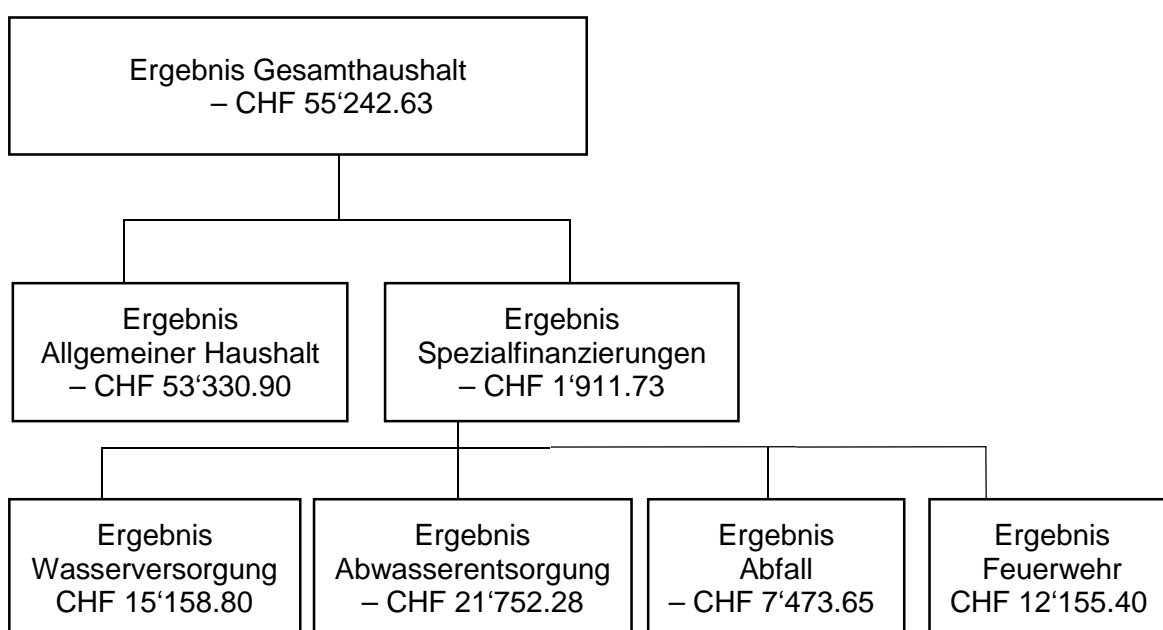 Ergebnis Gesamthaushalt
– CHF 55‘242.63
Ergebnis
Allgemeiner Haushalt
– CHF 53‘330.90
Ergebnis
Spezialfinanzierungen
– CHF 1‘911.73
Ergebnis
Wasserversorgung
CHF 15‘158.80
Ergebnis
Abwasserentsorgung
– CHF 21‘752.28
Ergebnis
Abfall
– CHF 7‘473.65
Ergebnis
Feuerwehr
CHF 12‘155.40